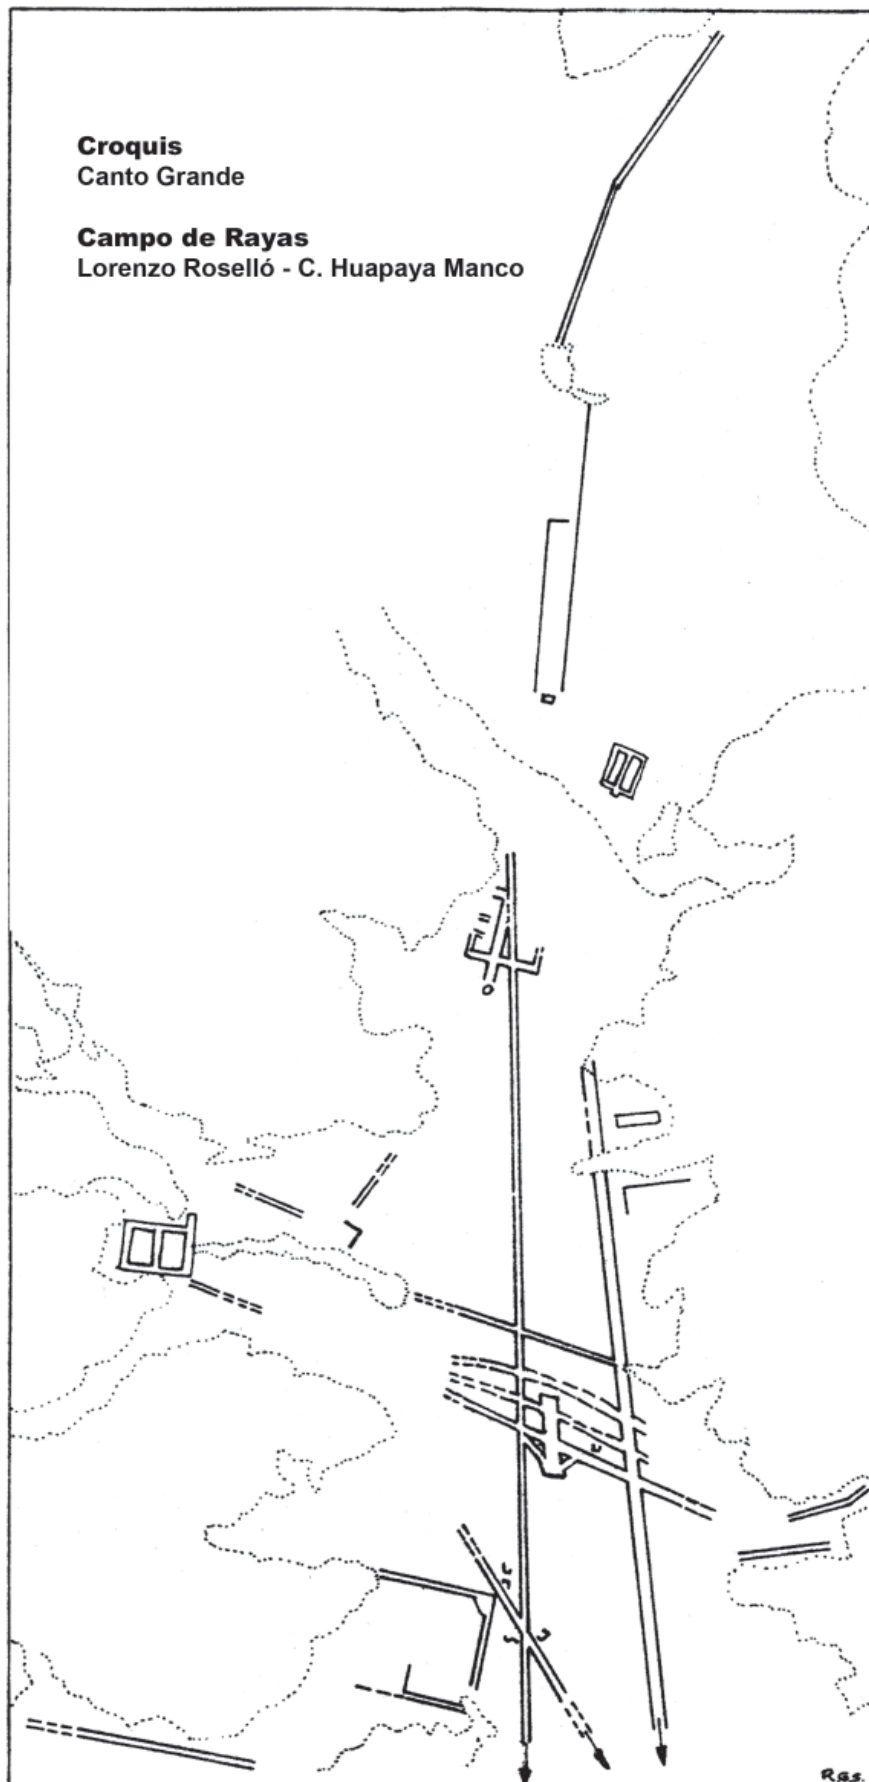 Croquis
Canto Grande
Campo de Rayas
Lorenzo Roselló - C. Huapaya Manco
RGS.